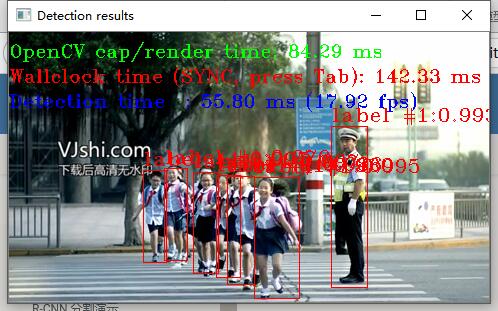 Detection results
OpenCV cap/render time: 84.29 ms
Wallclock time (SYNC, press Tab): 142.33 ms
Detection time : 55.80 ms (17.92 fps)
label #1:0.993
VJshi.com
下载后高清无水印
R-CNN 分割演示